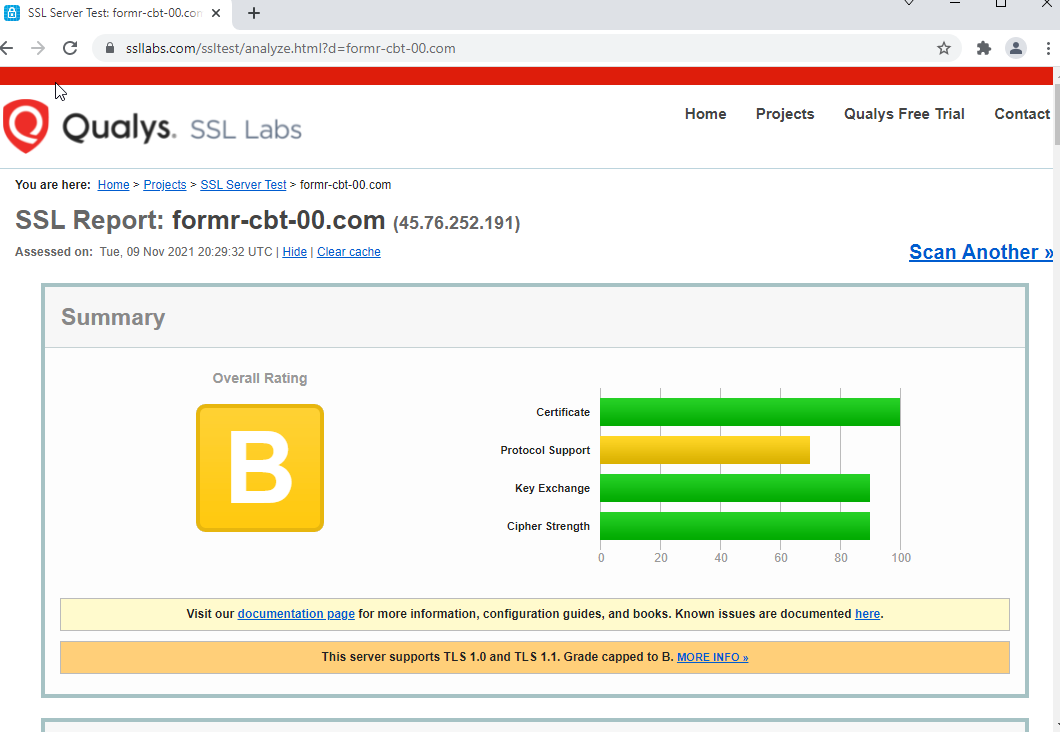 SSL Server Test: formr-cbt-00.con
ssllabs.com/ssltest/analyze.html?d=formr-cbt-00.com
Qualys. SSL Labs
Home Projects Qualys Free Trial Contact
You are here: Home > Projects > SSL Server Test > formr-cbt-00.com
SSL Report: formr-cbt-00.com (45.76.252.191)
Assessed on: Tue, 09 Nov 2021 20:29:32 UTC | Hide | Clear cache
Scan Another »
Summary
Overall Rating
B
Certificate
Protocol Support
Key Exchange
Cipher Strength
0 20 40 60 80 100
Visit our documentation page for more information, configuration guides, and books. Known issues are documented here.
This server supports TLS 1.0 and TLS 1.1. Grade capped to B. MORE INFO »